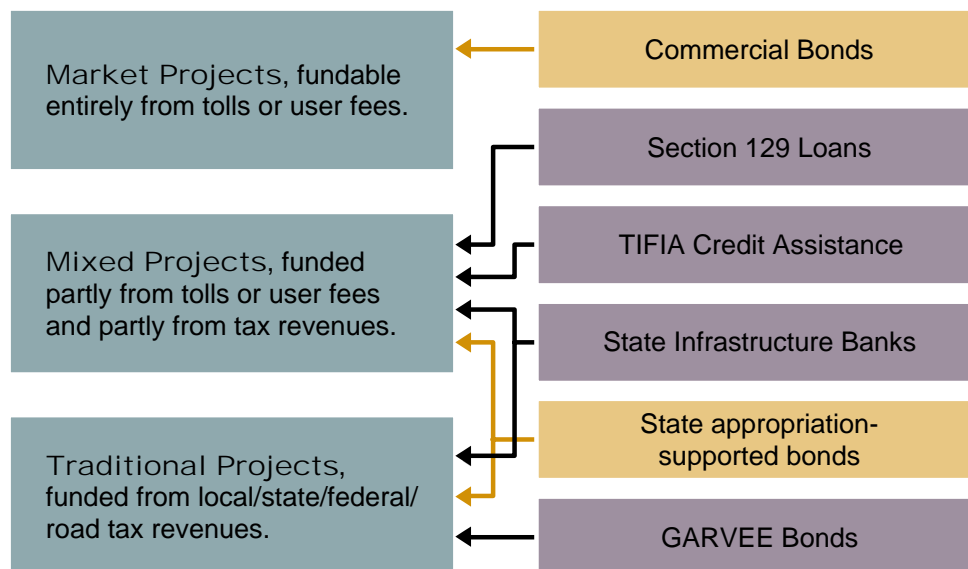 Market Projects, fundable
entirely from tolls or user fees.
Mixed Projects, funded
partly from tolls or user fees
and partly from tax revenues.
Traditional Projects,
funded from local/state/federal/
road tax revenues.
Commercial Bonds
Section 129 Loans
TIFIA Credit Assistance
State Infrastructure Banks
State appropriation-
supported bonds
GARVEE Bonds